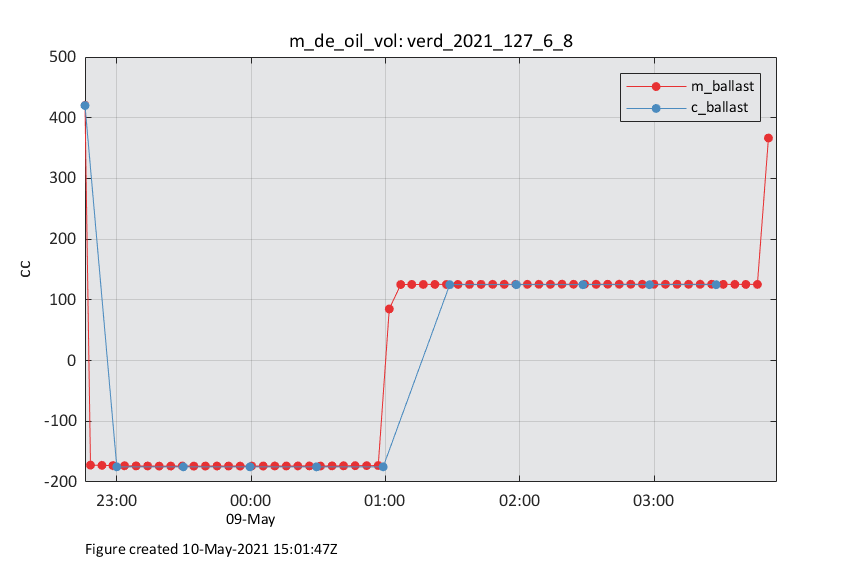 m_de_oil_vol: verd_2021_127_6_8
500
400
300
200
100
0
-100
-200
cc
m_ballast
c_ballast
23:00 00:00 01:00 02:00 03:00
09-May
Figure created 10-May-2021 15:01:47Z